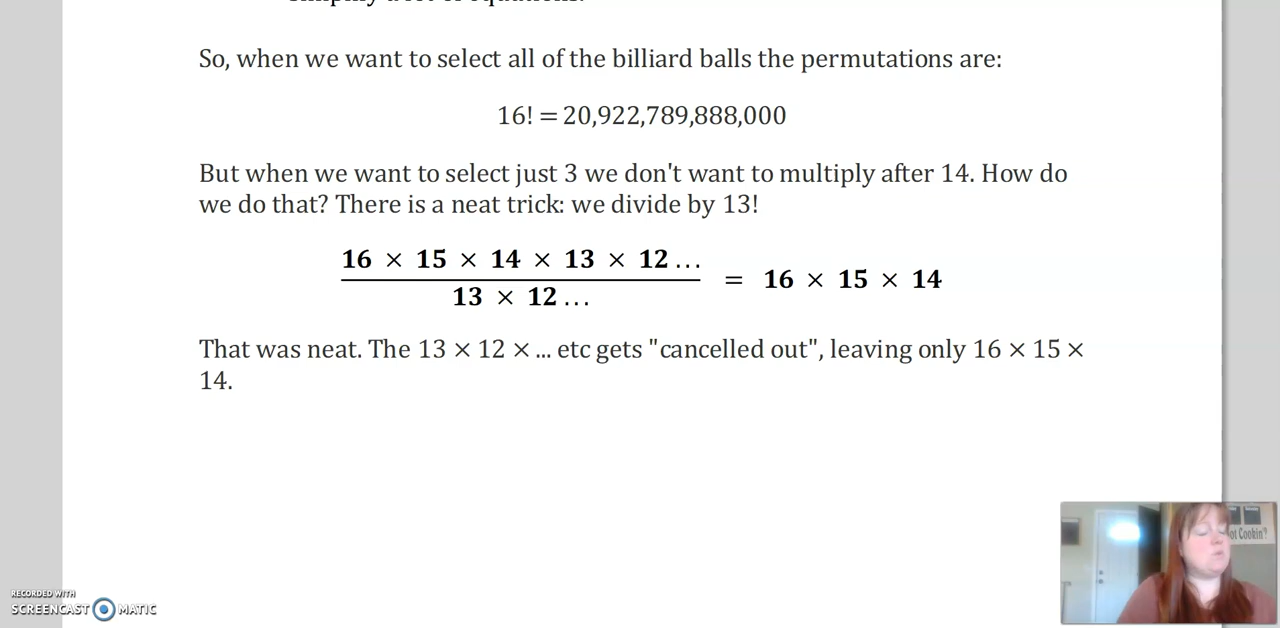 So, when we want to select all of the billiard balls the permutations are:
16! = 20,922,789,888,000
But when we want to select just 3 we don't want to multiply after 14. How do
we do that? There is a neat trick: we divide by 13!
16 × 15 × 14 × 13 × 12 ...
13 × 12 ...
= 16 × 15 × 14
That was neat. The 13 × 12 × ... etc gets "cancelled out", leaving only 16 × 15 ×
14.
ot Cookin'?
RECORDED WITH
SCREENCAST MATIC